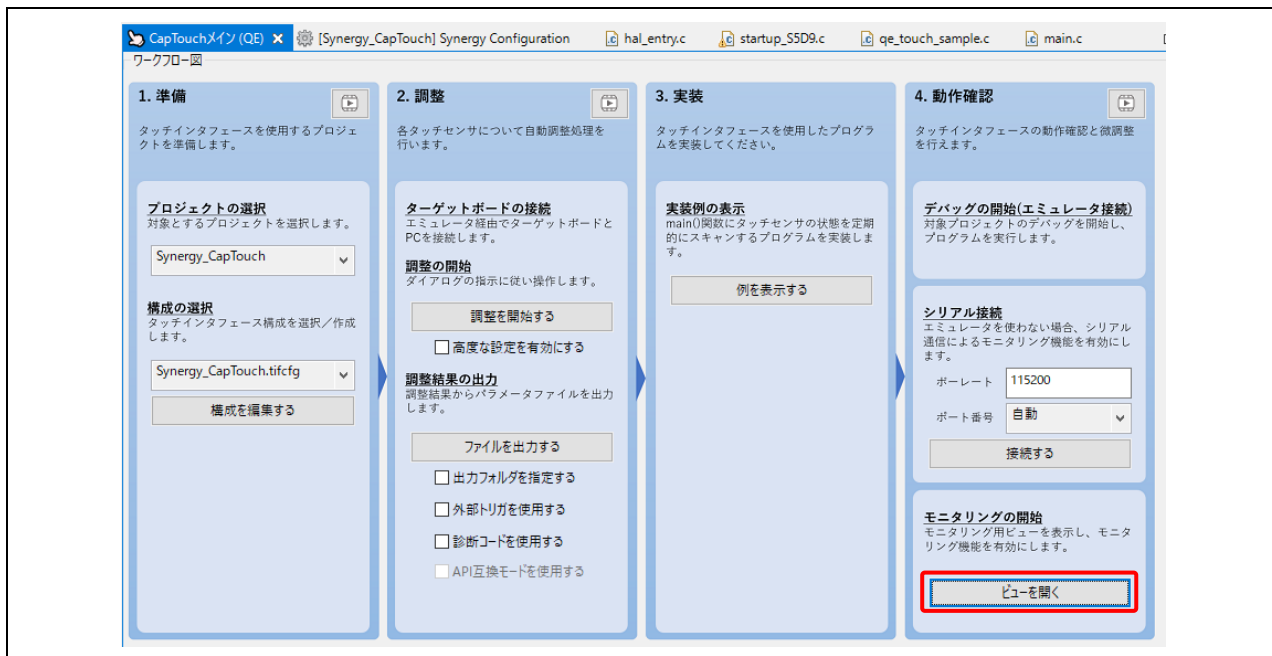 CapTouchメイン (QE)
[Synergy_CapTouch] Synergy Configuration
hal_entry.c
startup_S5D9.c
qe_touch_sample.c
main.c
ワークフロー図
1. 準備
タッチインタフェースを使用するプロジェ
クトを準備します。
プロジェクトの選択
対象とするプロジェクトを選択します。
Synergy_CapTouch
構成の選択
タッチインタフェース構成を選択／作成
します。
Synergy_CapTouch.tifcfg
構成を編集する
2. 調整
各タッチセンサについて自動調整処理を
行います。
ターゲットボードの接続
エミュレータ経由でターゲットボードと
PCを接続します。
調整の開始
ダイアログの指示に従い操作します。
調整を開始する
高度な設定を有効にする
調整結果の出力
調整結果からパラメータファイルを出力
します。
ファイルを出力する
出力フォルダを指定する
外部トリガを使用する
診断コードを使用する
API互換モードを使用する
3. 実装
タッチインタフェースを使用したプログラ
ムを実装してください。
実装例の表示
main()関数にタッチセンサの状態を定期
的にスキャンするプログラムを実装しま
す。
例を表示する
4. 動作確認
タッチインタフェースの動作確認と微調整
を行えます。
デバッグの開始(エミュレータ接続)
対象プロジェクトのデバッグを開始し、
プログラムを実行します。
シリアル接続
エミュレータを使わない場合、シリアル
通信によるモニタリング機能を有効にし
ます。
ボーレート 115200
ポート番号 自動
接続する
モニタリングの開始
モニタリング用ビューを表示し、モニタ
リング機能を有効にします。
ビューを開く